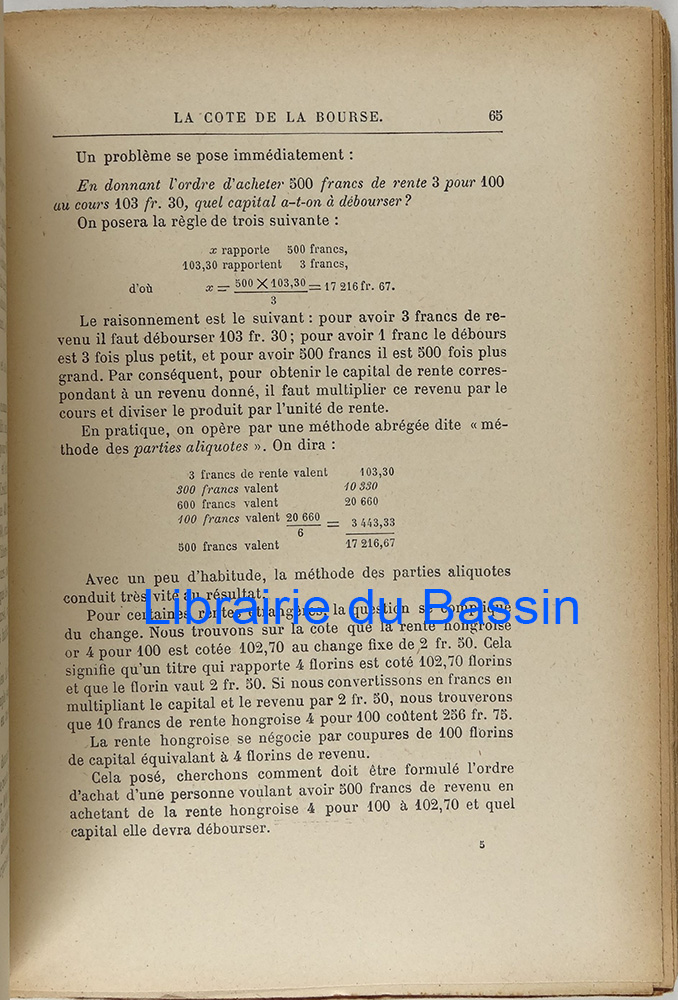 LA COTE DE LA BOURSE. 65
Un problème se pose immédiatement :
En donnant l'ordre d'acheter 500 francs de rente 3 pour 100
au cours 103 fr. 30, quel capital a-t-on à débourser ?
On posera la règle de trois suivante :
x rapporte 500 francs,
103,30 rapportent 3 francs,
d'où x = 500 × 103,30 / 3 = 17 216 fr. 67.
Le raisonnement est le suivant : pour avoir 3 francs de re-
venu il faut débourser 103 fr. 30 ; pour avoir 1 franc le débours
est 3 fois plus petit, et pour avoir 500 francs il est 500 fois plus
grand. Par conséquent, pour obtenir le capital de rente corres-
pondant à un revenu donné, il faut multiplier ce revenu par le
cours et diviser le produit par l'unité de rente.
En pratique, on opère par une méthode abrégée dite « mé-
thode des parties aliquotes ». On dira :
3 francs de rente valent 103,30
300 francs valent 10 330
600 francs valent 20 660
100 francs valent 20 660 / 6 = 3 443,33
500 francs valent 17 216,67
Avec un peu d'habitude, la méthode des parties aliquotes
conduit très vite au résultat.
Librairie du Bassin
Pour certaines rentes étrangères, la question se complique
du change. Nous trouvons sur la cote que la rente hongroise
or 4 pour 100 est cotée 102,70 au change fixe de 2 fr. 50. Cela
signifie qu'un titre qui rapporte 4 florins est coté 102,70 florins
et que le florin vaut 2 fr. 50. Si nous convertissons en francs en
multipliant le capital et le revenu par 2 fr. 50, nous trouverons
que 10 francs de rente hongroise 4 pour 100 coûtent 256 fr. 75.
La rente hongroise se négocie par coupures de 100 florins
de capital équivalant à 4 florins de revenu.
Cela posé, cherchons comment doit être formulé l'ordre
d'achat d'une personne voulant avoir 500 francs de revenu en
achetant de la rente hongroise 4 pour 100 à 102,70 et quel
capital elle devra débourser.
5